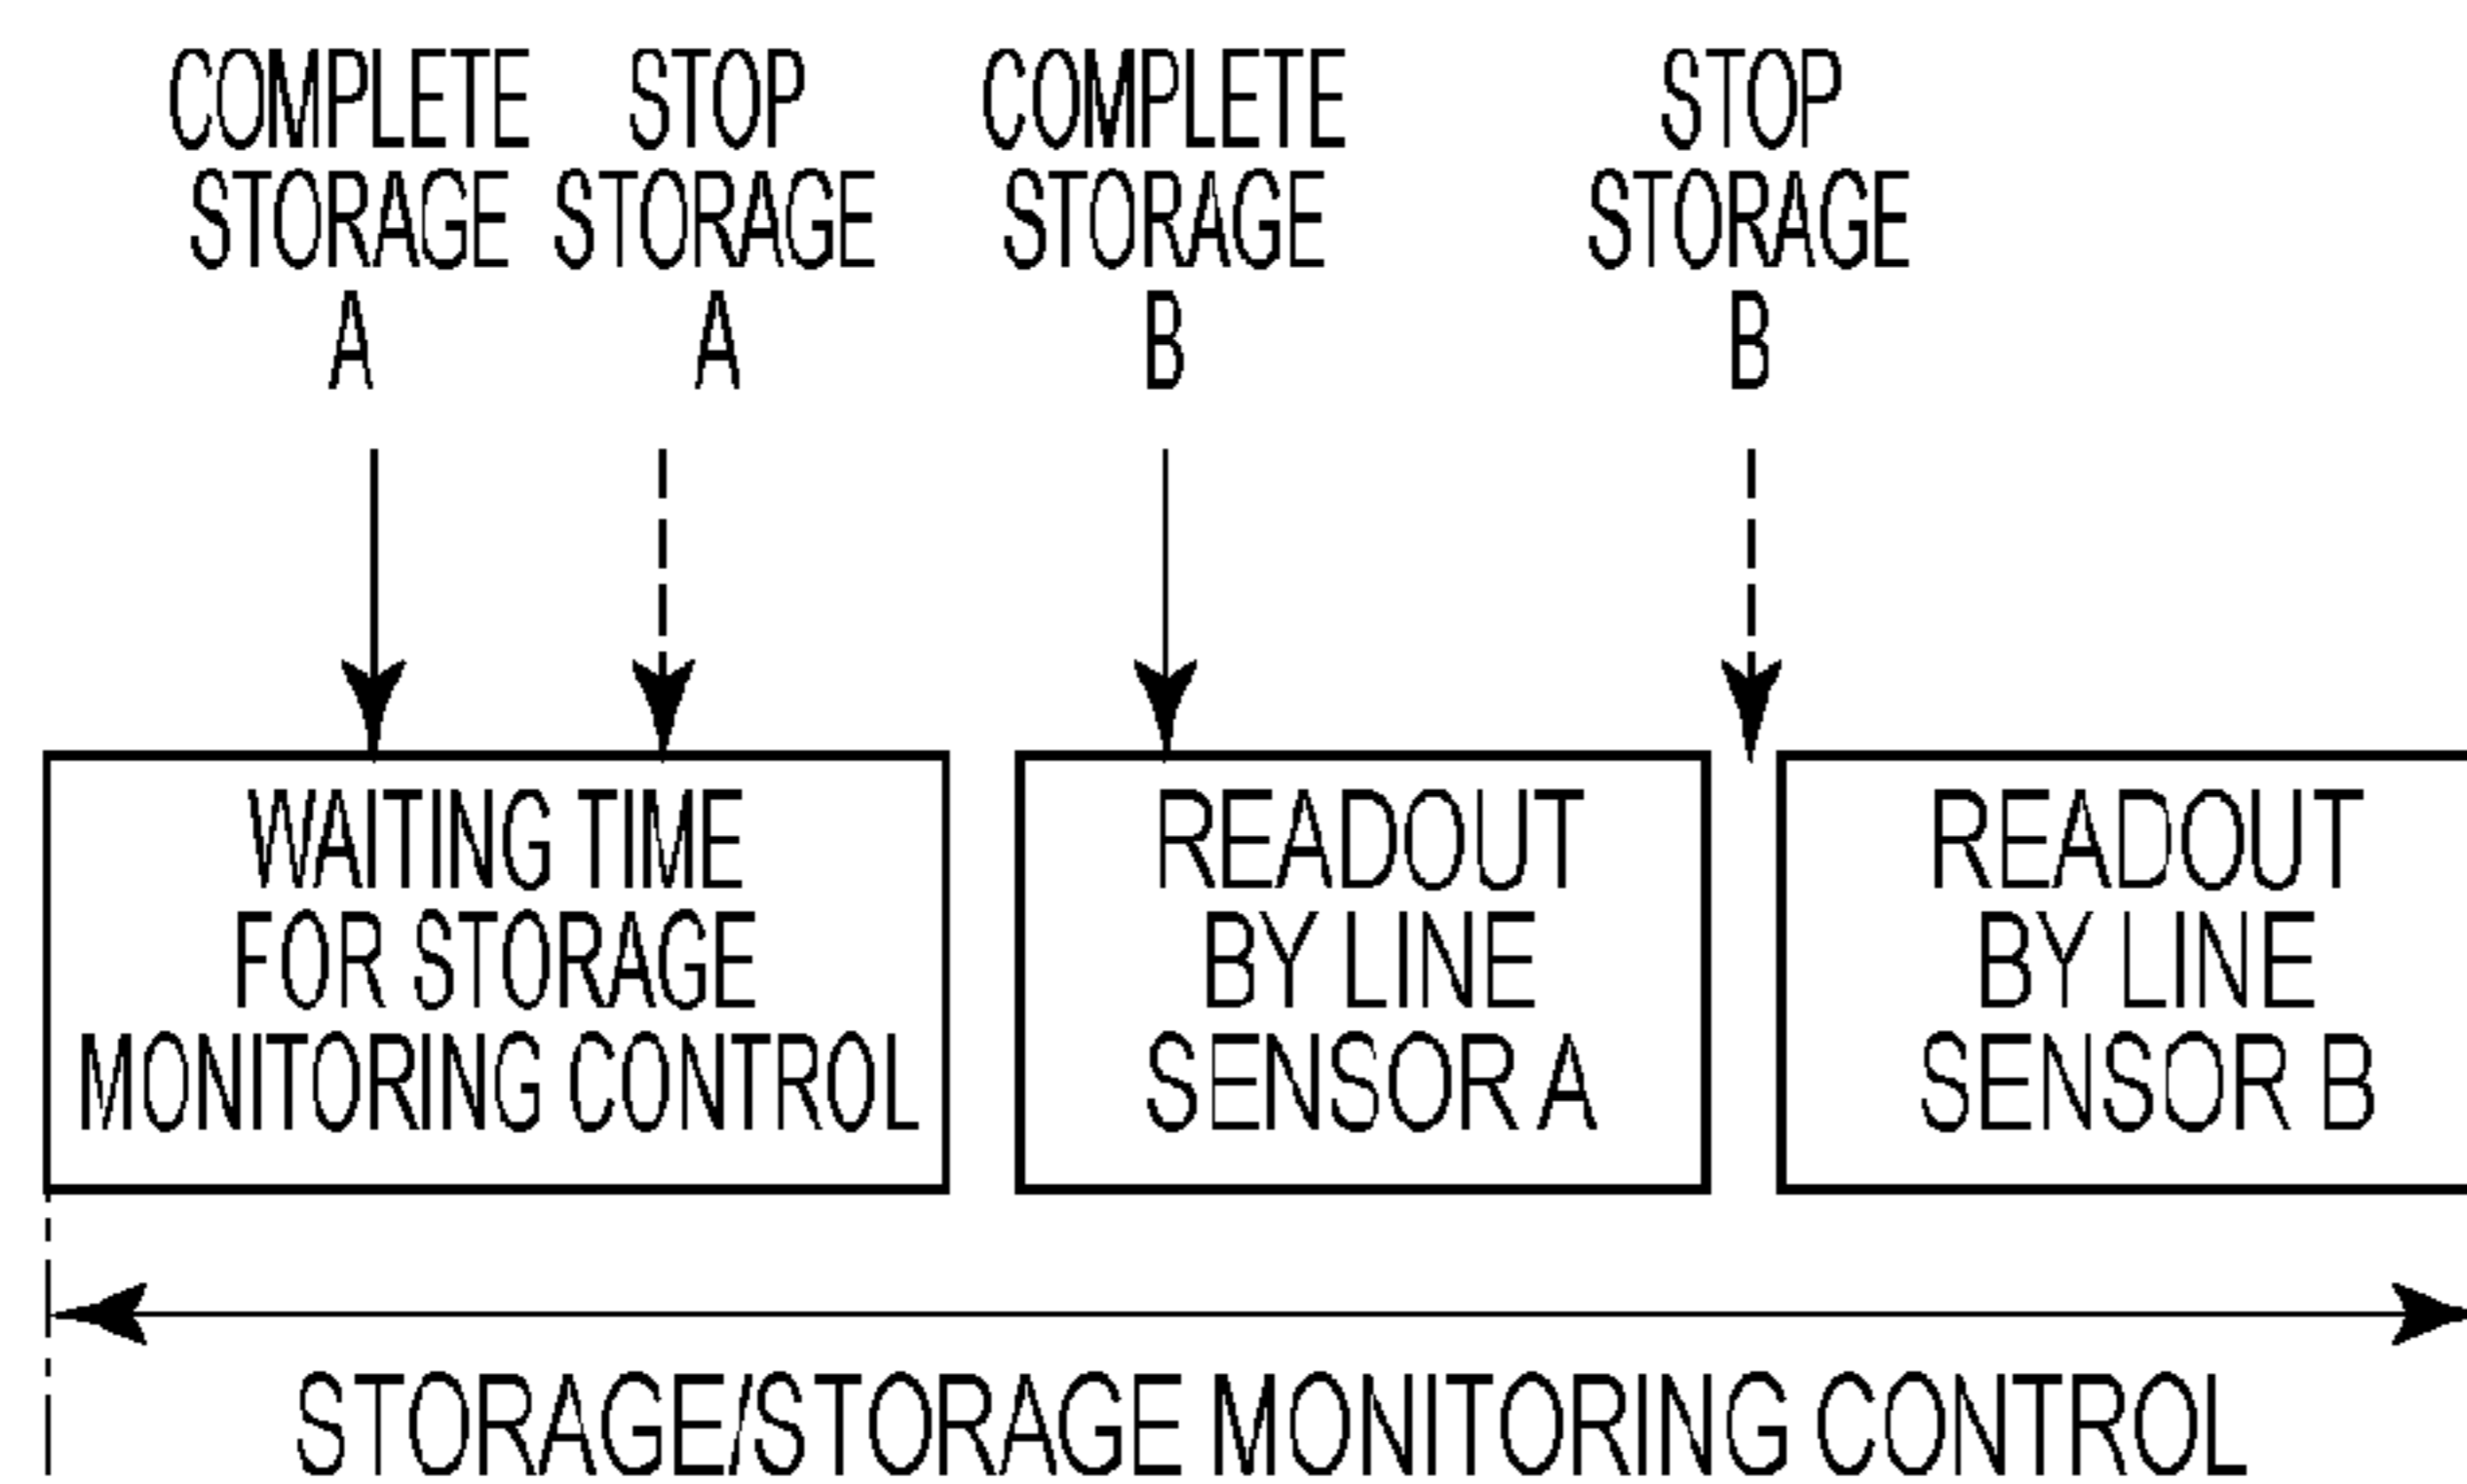 COMPLETE
STORAGE
A
STOP
STORAGE
A
COMPLETE
STORAGE
B
STOP
STORAGE
B
WAITING TIME
FOR STORAGE
MONITORING CONTROL
READOUT
BY LINE
SENSOR A
READOUT
BY LINE
SENSOR B
STORAGE/STORAGE MONITORING CONTROL